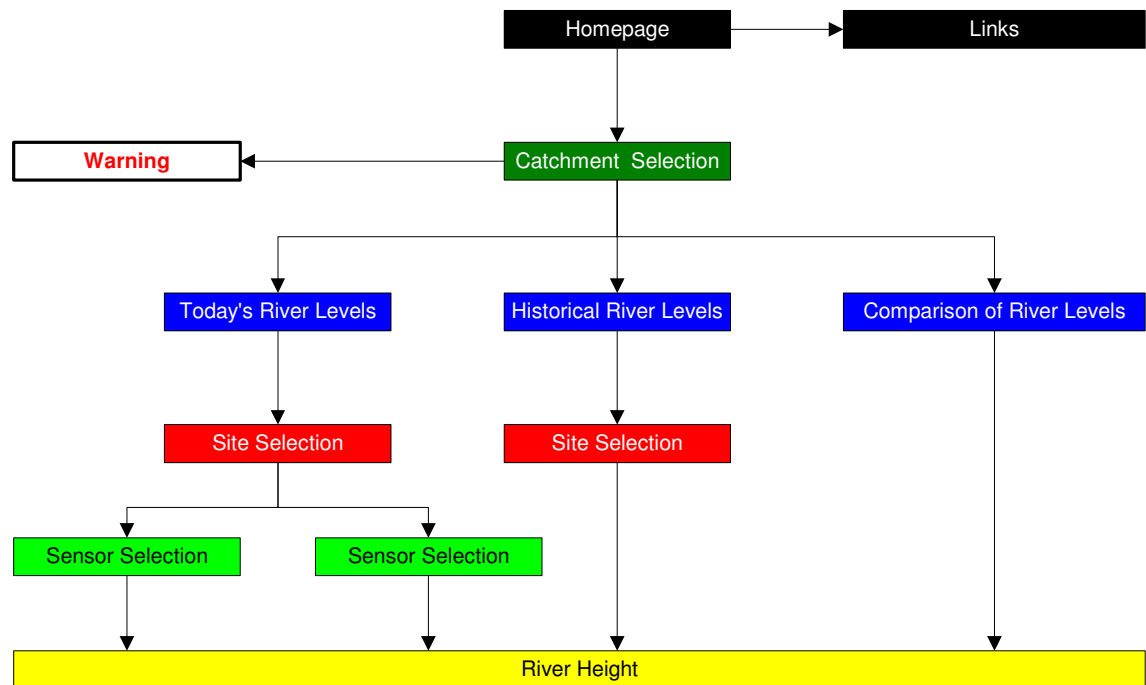 Homepage
Links
Warning
Catchment  Selection
Today's River Levels
Historical River Levels
Comparison of River Levels
Site Selection
Site Selection
Sensor Selection
Sensor Selection
River Height